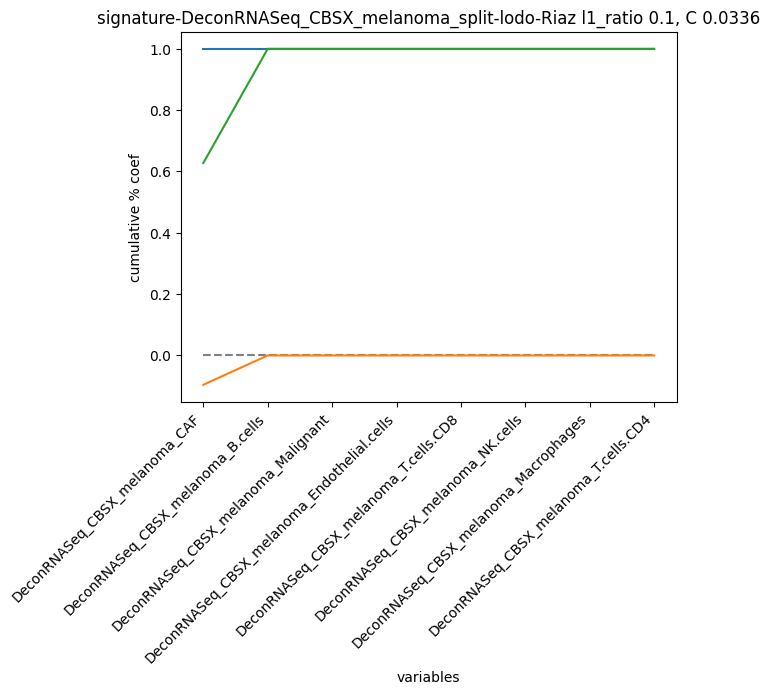 signature-DeconRNASeq_CBSX_melanoma_split-lodo-Riaz l1_ratio 0.1, C 0.0336
cumulative % coef
1.0
0.8
0.6
0.4
0.2
0.0
DeconRNASeq_CBSX_melanoma_CAF
DeconRNASeq_CBSX_melanoma_B.cells
DeconRNASeq_CBSX_melanoma_Malignant
DeconRNASeq_CBSX_melanoma_Endothelial.cells
DeconRNASeq_CBSX_melanoma_T.cells.CD8
DeconRNASeq_CBSX_melanoma_NK.cells
DeconRNASeq_CBSX_melanoma_Macrophages
DeconRNASeq_CBSX_melanoma_T.cells.CD4
variables